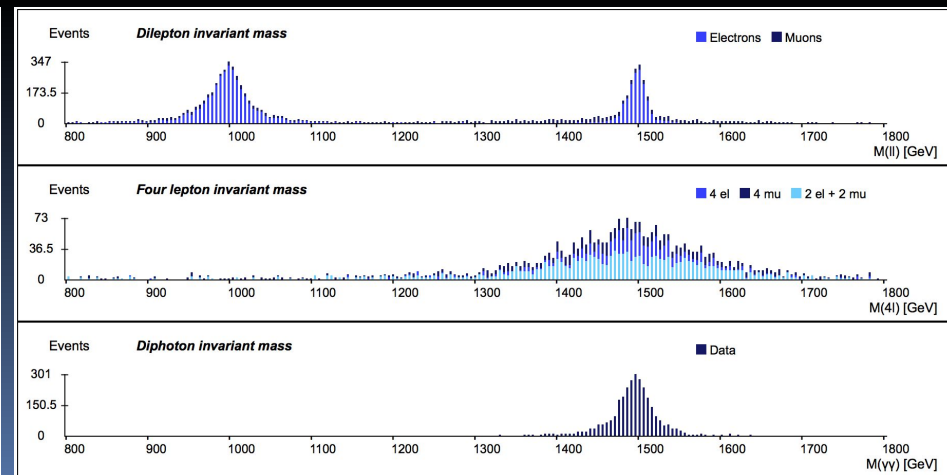 Events Dilepton invariant mass Electrons Muons
347
173.5
0
800 900 1000 1100 1200 1300 1400 1500 1600 1700 1800
M(ll) [GeV]
Events Four lepton invariant mass 4 el 4 mu 2 el + 2 mu
73
36.5
0
800 900 1000 1100 1200 1300 1400 1500 1600 1700 1800
M(4l) [GeV]
Events Diphoton invariant mass Data
301
150.5
0
800 900 1000 1100 1200 1300 1400 1500 1600 1700 1800
M(γγ) [GeV]